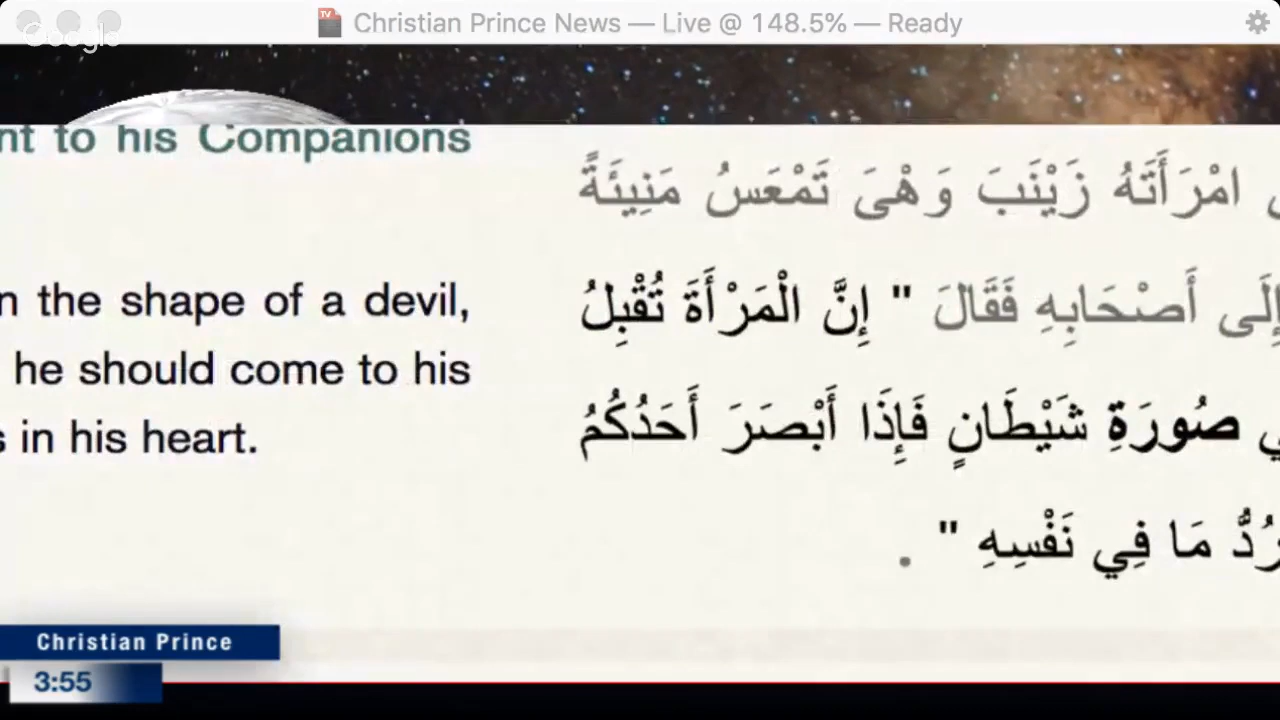 Google
Christian Prince News — Live @ 148.5% — Ready
nt to his Companions
n the shape of a devil,
he should come to his
s in his heart.
امْرَأَتَهُ زَيْنَبَ وَهْىَ تَمْعَسُ مَنِيئَةً
إِلَى أَصْحَابِهِ فَقَالَ " إِنَّ الْمَرْأَةَ تُقْبِلُ
صُورَةِ شَيْطَانٍ فَإِذَا أَبْصَرَ أَحَدُكُمُ
رُدُّ مَا فِي نَفْسِهِ " .
Christian Prince
3:55